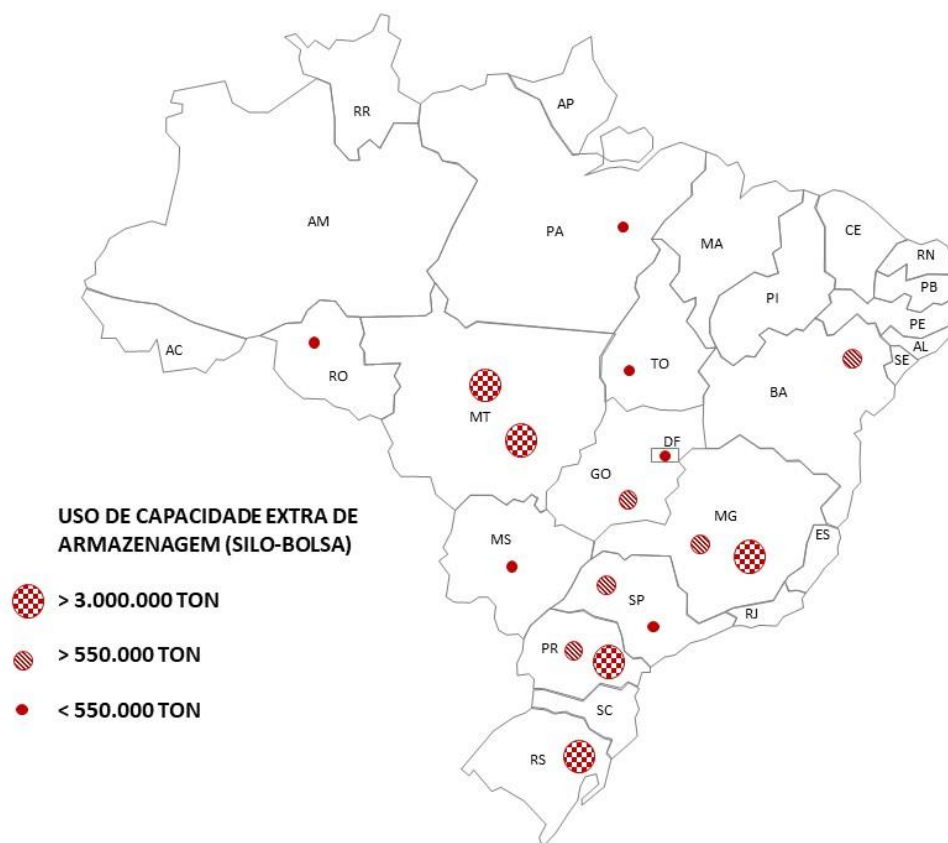 RR
AP
AM
PA
MA
CE
RN
PB
PI
PE
AL
SE
AC
RO
TO
BA
MT
DF
GO
MG
ES
MS
SP
RJ
PR
SC
RS
USO DE CAPACIDADE EXTRA DE
ARMAZENAGEM (SILO-BOLSA)
> 3.000.000 TON
> 550.000 TON
< 550.000 TON